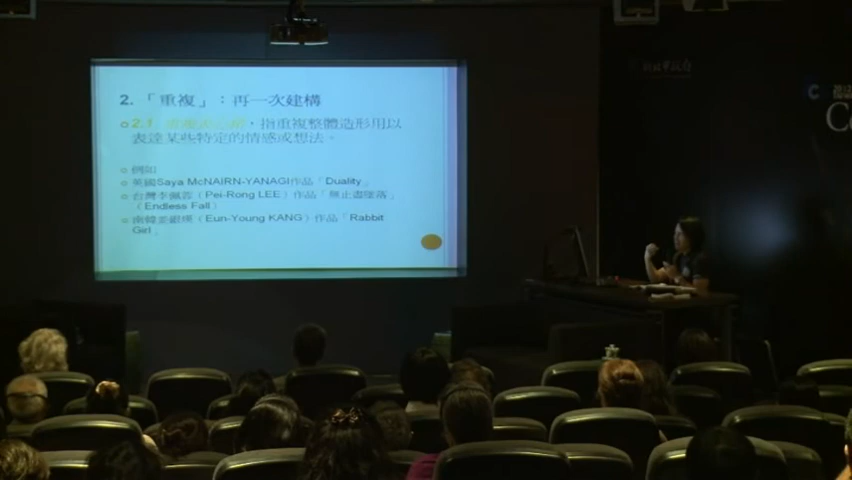 2. 「重複」：再一次建構
2.1 ，指重複整體造形用以
表達某些特定的情感或想法。
例如
英國Saya McNAIRN-YANAGI作品「Duality」
台灣李佩蓉（Pei-Rong LEE）作品「無止盡墜落」
（Endless Fall）
南韓姜銀煐（Eun-Young KANG）作品「Rabbit
Girl」
C